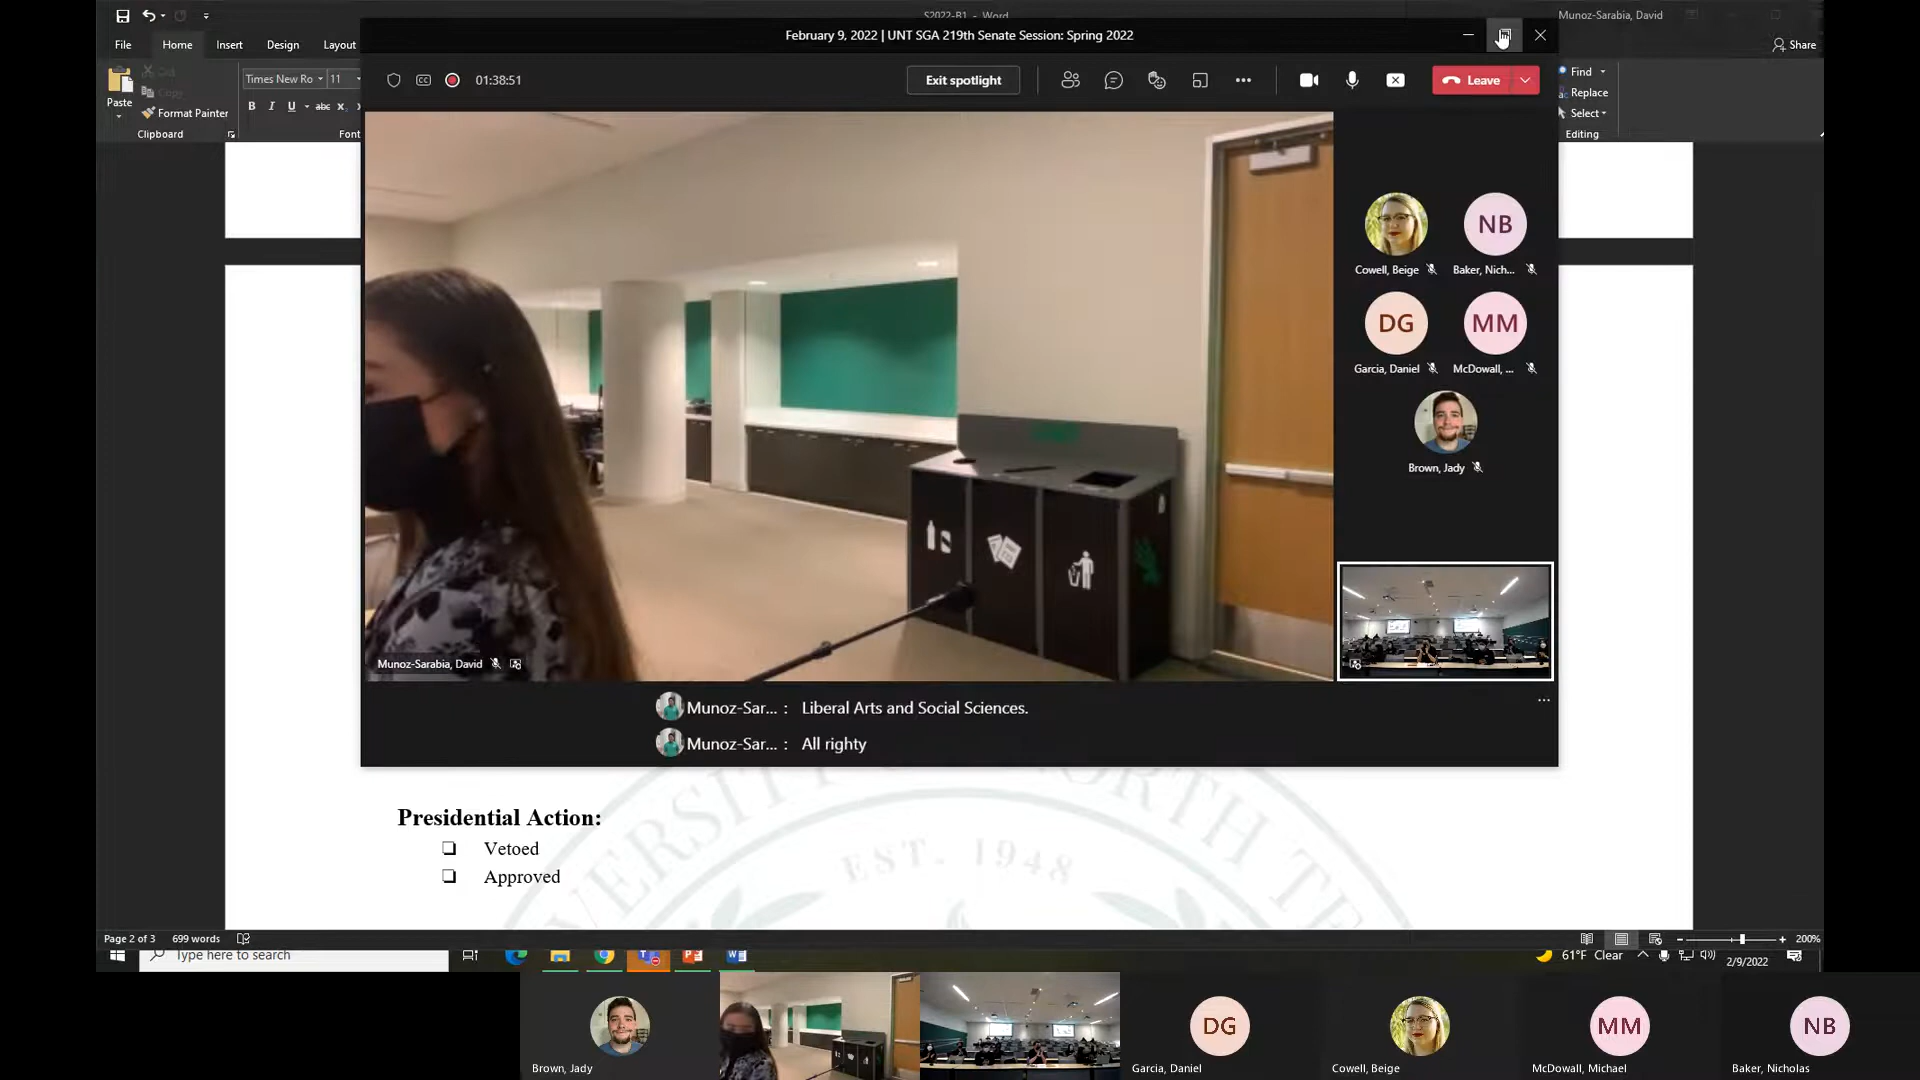 S2022-B1 - Word
Munoz-Sarabia, David
File
Home
Insert
Design
Layout
Share
February 9, 2022 | UNT SGA 219th Senate Session: Spring 2022
01:38:51
Exit spotlight
Leave
Paste
Cut
Copy
Format Painter
Clipboard
Times New Ro
11
B I U abc x
Font
Find
Replace
Select
Editing
Cowell, Beige
NB
Baker, Nich...
DG
Garcia, Daniel
MM
McDowall, ...
Brown, Jady
Munoz-Sarabia, David
Munoz-Sar... : Liberal Arts and Social Sciences.
Munoz-Sar... : All righty
EST. 1948
Presidential Action:
Vetoed
Approved
Page 2 of 3
699 words
200%
Type here to search
61°F Clear
2/9/2022
Brown, Jady
DG
Garcia, Daniel
Cowell, Beige
MM
McDowall, Michael
NB
Baker, Nicholas